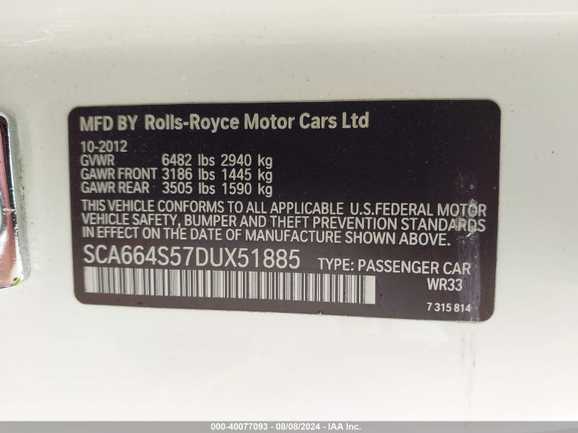 MFD BY Rolls-Royce Motor Cars Ltd
10-2012
GVWR 6482 lbs 2940 kg
GAWR FRONT 3186 lbs 1445 kg
GAWR REAR 3505 lbs 1590 kg
THIS VEHICLE CONFORMS TO ALL APPLICABLE U.S.FEDERAL MOTOR
VEHICLE SAFETY, BUMPER AND THEFT PREVENTION STANDARDS
IN EFFECT ON THE DATE OF MANUFACTURE SHOWN ABOVE.
SCA664S57DUX51885 TYPE: PASSENGER CAR
WR33
7 315 814
000-40077093 - 08/08/2024 - IAA Inc.